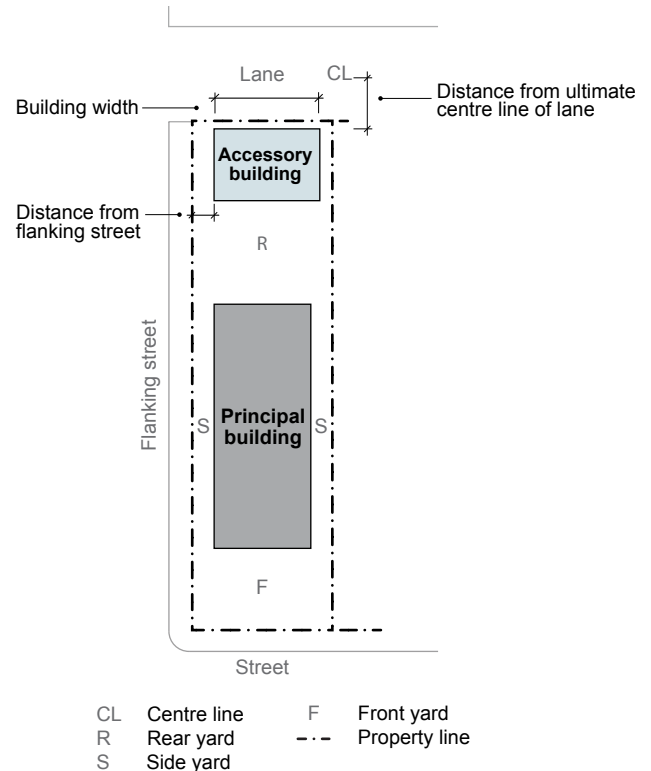 Lane
CL
Distance from ultimate
centre line of lane
Building width
Accessory
building
Distance from
flanking street
R
Flanking street
S
Principal
building
S
F
Street
CL Centre line
R Rear yard
S Side yard
F Front yard
Property line